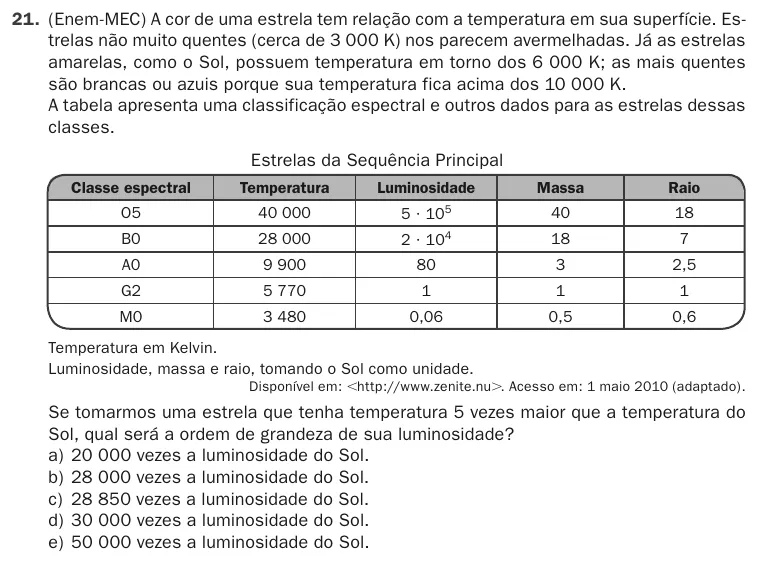 21. (Enem-MEC) A cor de uma estrela tem relação com a temperatura em sua superfície. Es-
trelas não muito quentes (cerca de 3 000 K) nos parecem avermelhadas. Já as estrelas
amarelas, como o Sol, possuem temperatura em torno dos 6 000 K; as mais quentes
são brancas ou azuis porque sua temperatura fica acima dos 10 000 K.
A tabela apresenta uma classificação espectral e outros dados para as estrelas dessas
classes.
Estrelas da Sequência Principal
Classe espectral Temperatura Luminosidade Massa Raio
O5 40 000 5 · 10⁵ 40 18
B0 28 000 2 · 10⁴ 18 7
A0 9 900 80 3 2,5
G2 5 770 1 1 1
M0 3 480 0,06 0,5 0,6
Temperatura em Kelvin.
Luminosidade, massa e raio, tomando o Sol como unidade.
Disponível em: <http://www.zenite.nu>. Acesso em: 1 maio 2010 (adaptado).
Se tomarmos uma estrela que tenha temperatura 5 vezes maior que a temperatura do
Sol, qual será a ordem de grandeza de sua luminosidade?
a) 20 000 vezes a luminosidade do Sol.
b) 28 000 vezes a luminosidade do Sol.
c) 28 850 vezes a luminosidade do Sol.
d) 30 000 vezes a luminosidade do Sol.
e) 50 000 vezes a luminosidade do Sol.